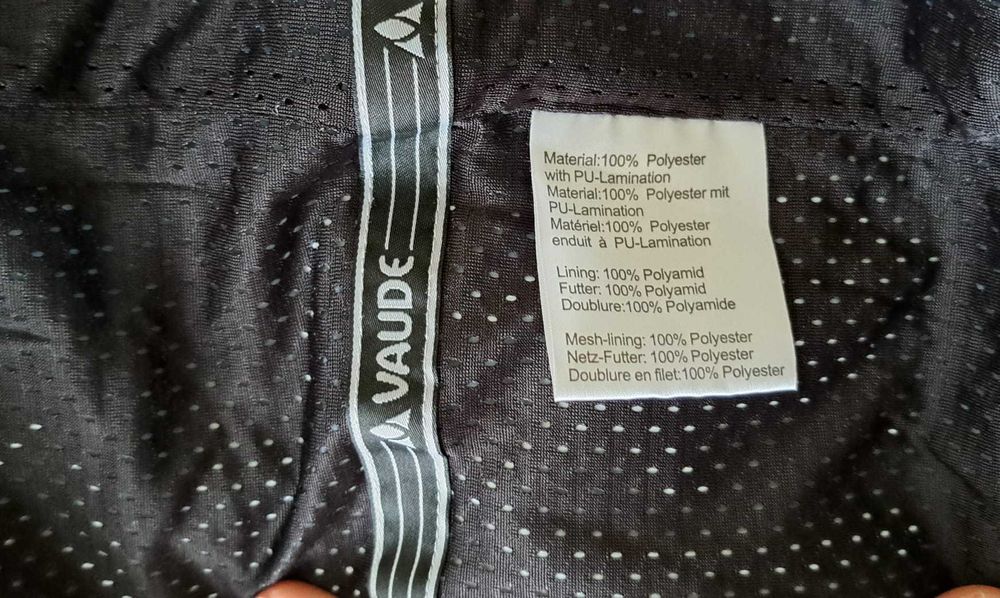 VAUDE
Material:100% Polyester
with PU-Lamination
Material:100% Polyester mit
PU-Lamination
Matériel:100% Polyester
enduit à PU-Lamination
Lining: 100% Polyamid
Futter: 100% Polyamid
Doublure:100% Polyamide
Mesh-lining: 100% Polyester
Netz-Futter: 100% Polyester
Doublure en filet:100% Polyester